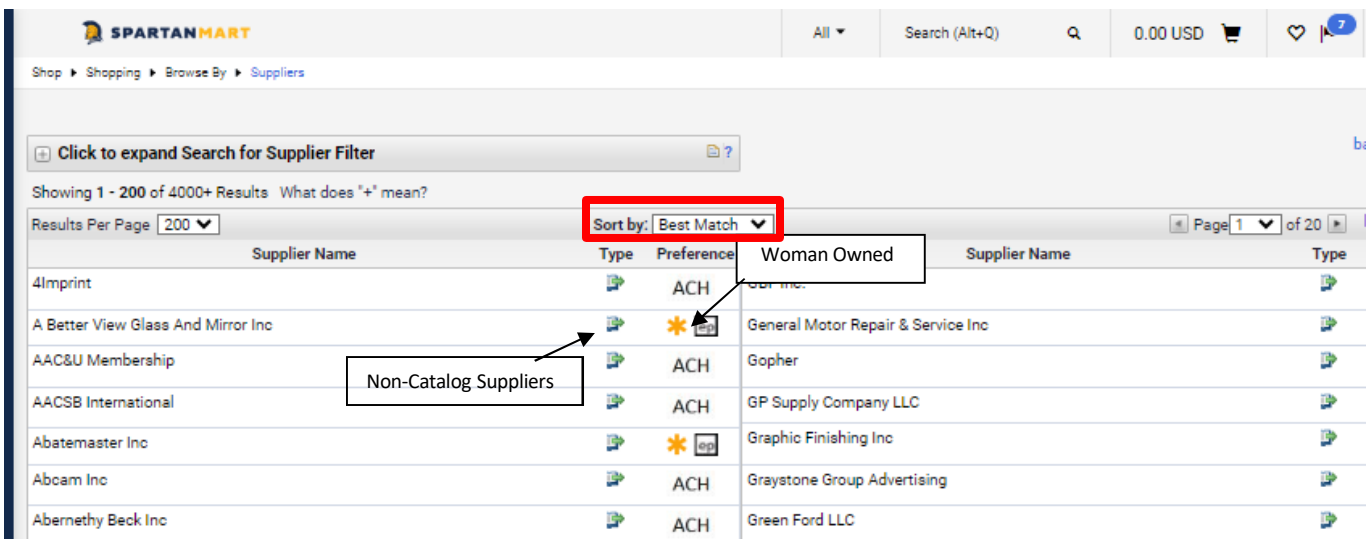 SPARTANMART
All
Search (Alt+Q)
0.00 USD
7
Shop Shopping Browse By Suppliers
Click to expand Search for Supplier Filter
?
Showing 1 - 200 of 4000+ Results What does "+" mean?
Results Per Page 200 Sort by: Best Match Page 1 of 20
Supplier Name Type Preference Woman Owned Supplier Name Type
4Imprint ACH
A Better View Glass And Mirror Inc ep General Motor Repair & Service Inc
AAC&U Membership ACH Gopher
Non-Catalog Suppliers
AACSB International ACH GP Supply Company LLC
Abatemaster Inc ep Graphic Finishing Inc
Abcam Inc ACH Graystone Group Advertising
Abernethy Beck Inc ACH Green Ford LLC